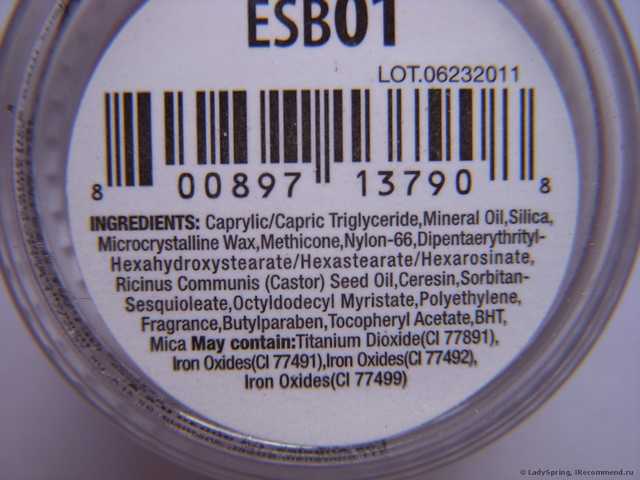 ESB01
LOT.06232011
8 00897 13790 8
INGREDIENTS: Caprylic/Capric Triglyceride,Mineral Oil,Silica,
Microcrystalline Wax,Methicone,Nylon-66,Dipentaerythrityl-
Hexahydroxystearate/Hexastearate/Hexarosinate,
Ricinus Communis (Castor) Seed Oil,Ceresin,Sorbitan-
Sesquioleate,Octyldodecyl Myristate,Polyethylene,
Fragrance,Butylparaben,Tocopheryl Acetate,BHT,
Mica May contain:Titanium Dioxide(CI 77891),
Iron Oxides(CI 77491),Iron Oxides(CI 77492),
Iron Oxides(CI 77499)
© LadySpring, IRecommend.ru